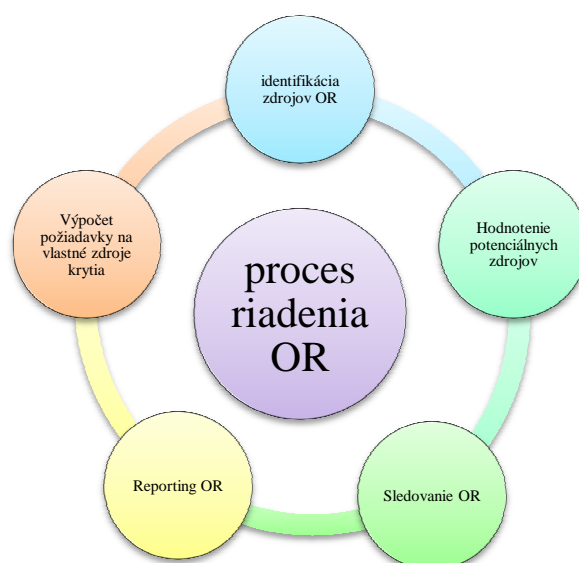 identifikácia
zdrojov OR
Hodnotenie
potenciálnych
zdrojov
Sledovanie OR
Reporting OR
Výpočet
požiadavky na
vlastné zdroje
krytia
proces
riadenia
OR